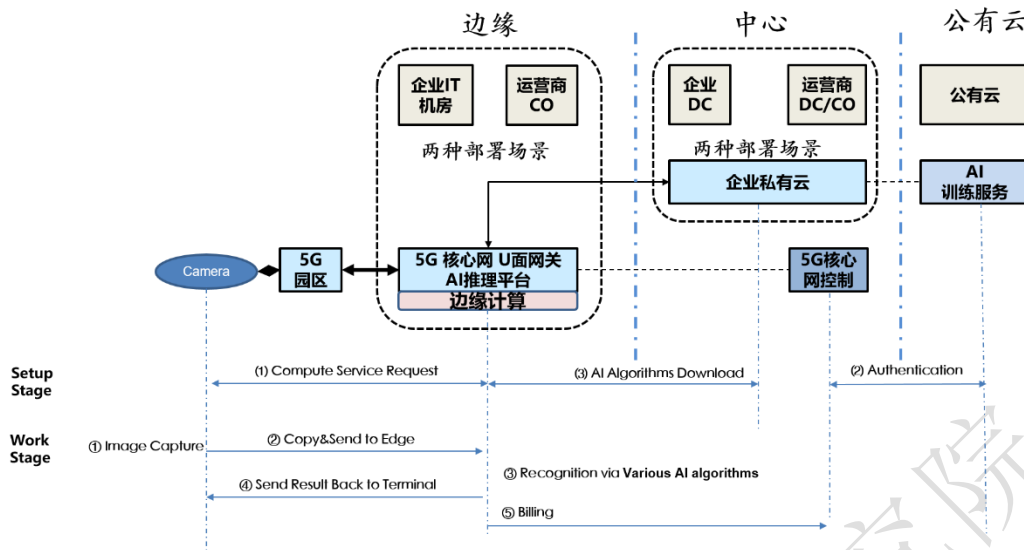 边缘
中心
公有云
企业IT
机房
运营商
CO
企业
DC
运营商
DC/CO
公有云
两种部署场景
两种部署场景
企业私有云
AI
训练服务
Camera
5G
园区
5G 核心网 U面网关
AI推理平台
边缘计算
5G核心
网控制
Setup
Stage
(1) Compute Service Request
(3) AI Algorithms Download
(2) Authentication
Work
Stage
① Image Capture
② Copy&Send to Edge
③ Recognition via Various AI algorithms
④ Send Result Back to Terminal
⑤ Billing
院